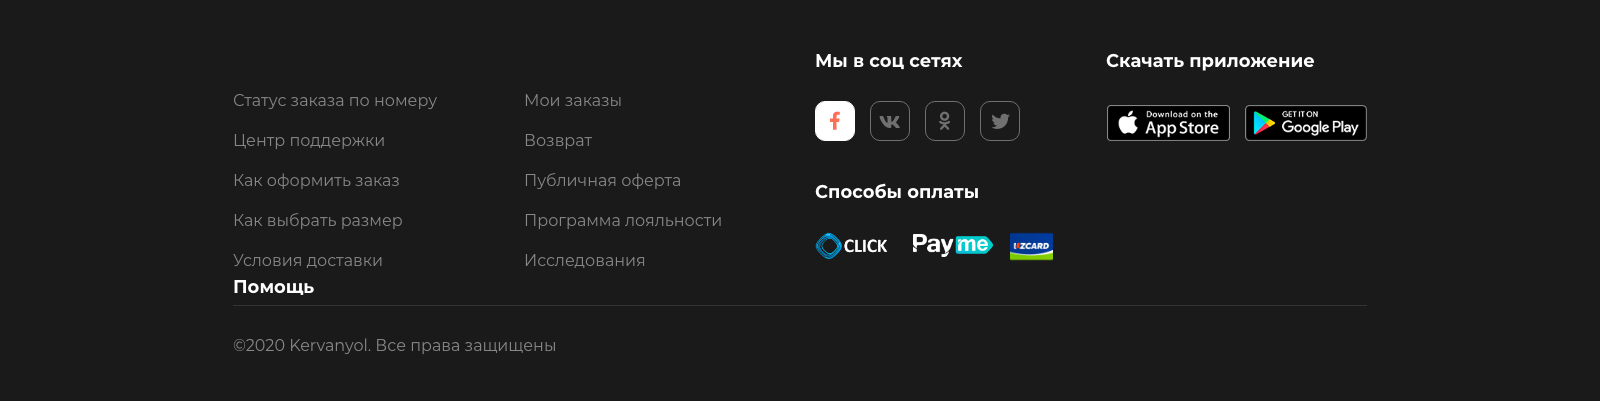 Статус заказа по номеру
Центр поддержки
Как оформить заказ
Как выбрать размер
Условия доставки
Помощь
Мои заказы
Возврат
Публичная оферта
Программа лояльности
Исследования
Мы в соц сетях
Способы оплаты
CLICK
Payme
UZCARD
Скачать приложение
Download on the
App Store
GET IT ON
Google Play
©2020 Kervanyol. Все права защищены